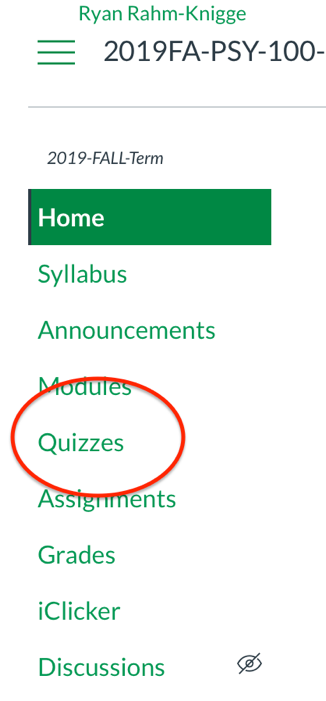 Ryan Rahm-Knigge
2019FA-PSY-100-
2019-FALL-Term
Home
Syllabus
Announcements
Modules
Quizzes
Assignments
Grades
iClicker
Discussions